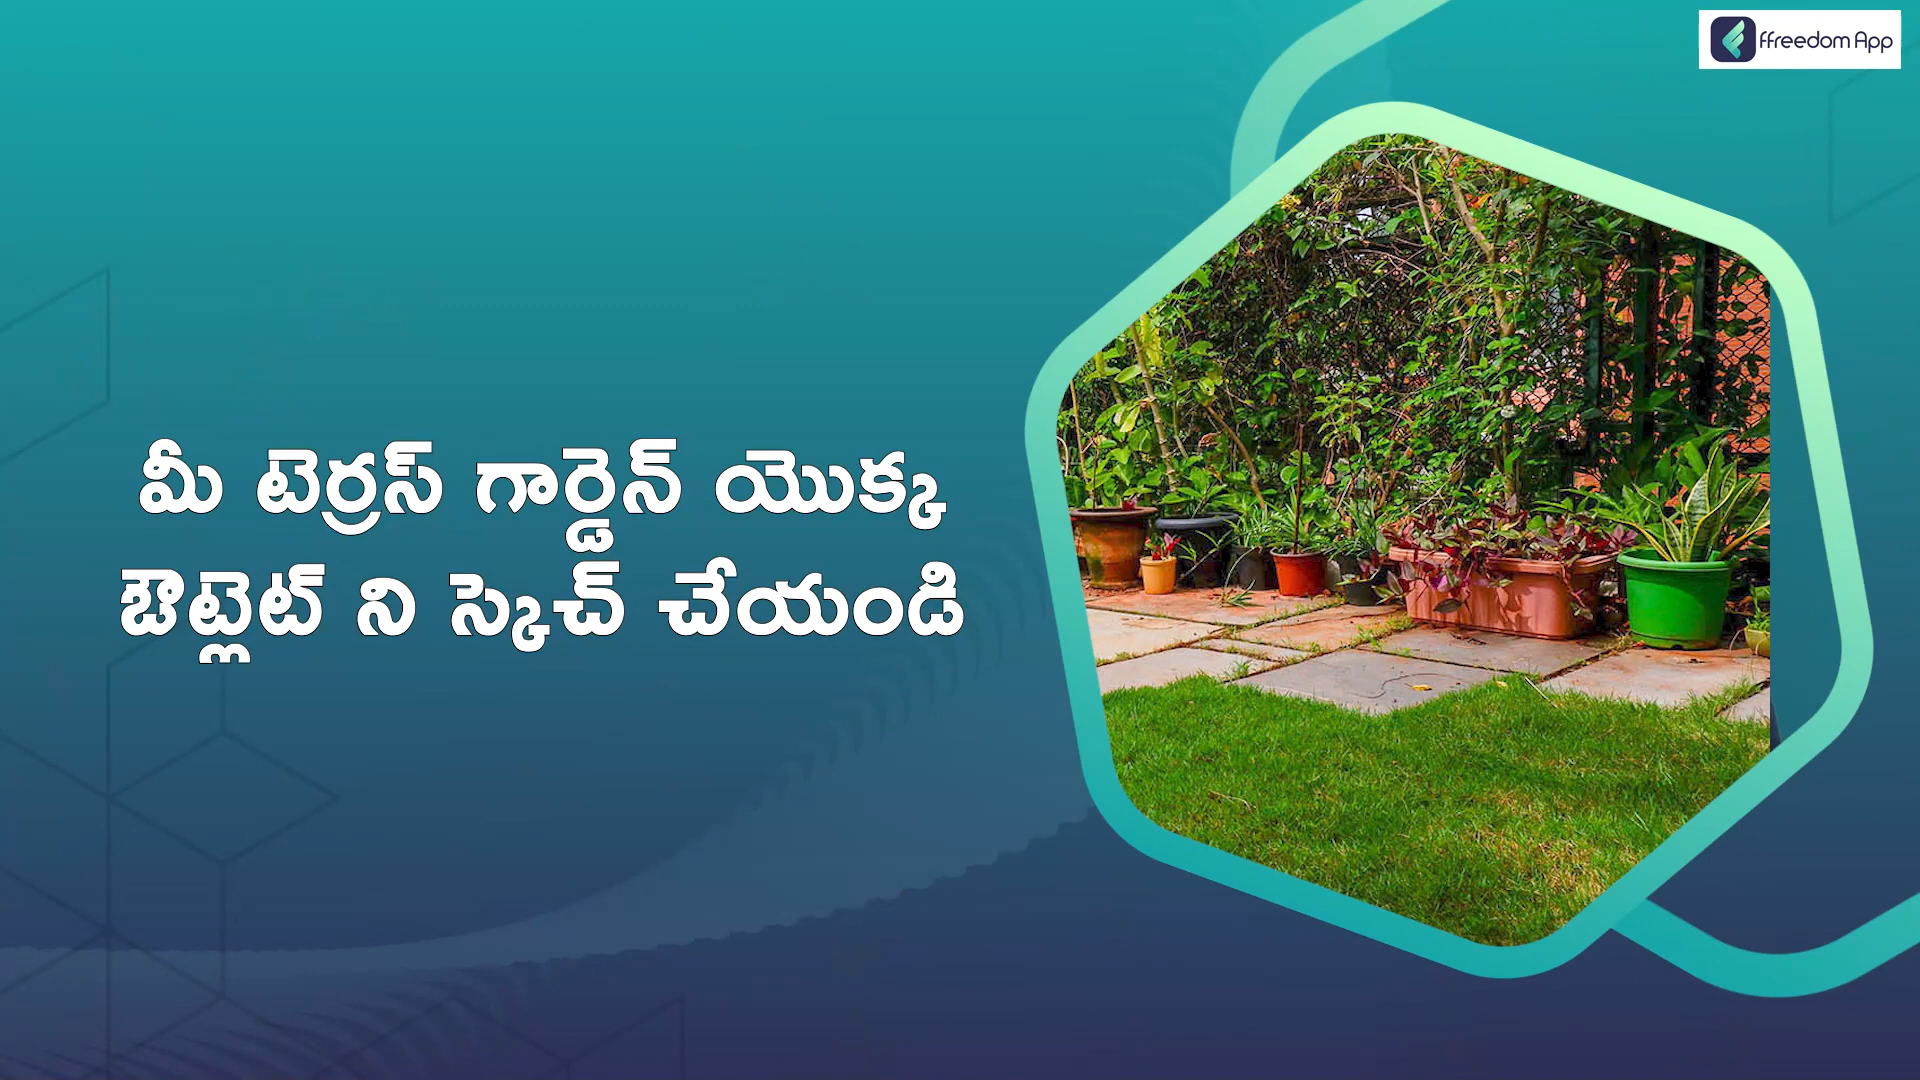 ffreedom App
మీ టెర్రస్ గార్డెన్ యొక్క
ఔట్లెట్ ని స్కెచ్ చేయండి